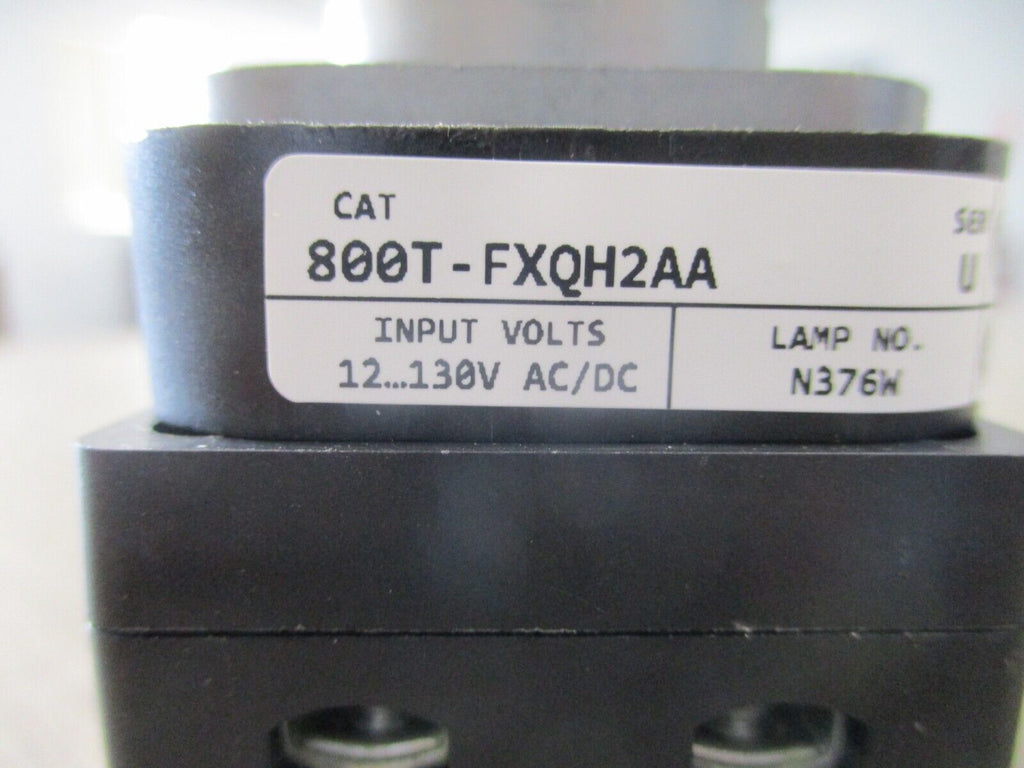 CAT
800T-FXQH2AA
U
INPUT VOLTS
12...130V AC/DC
LAMP NO.
N376W